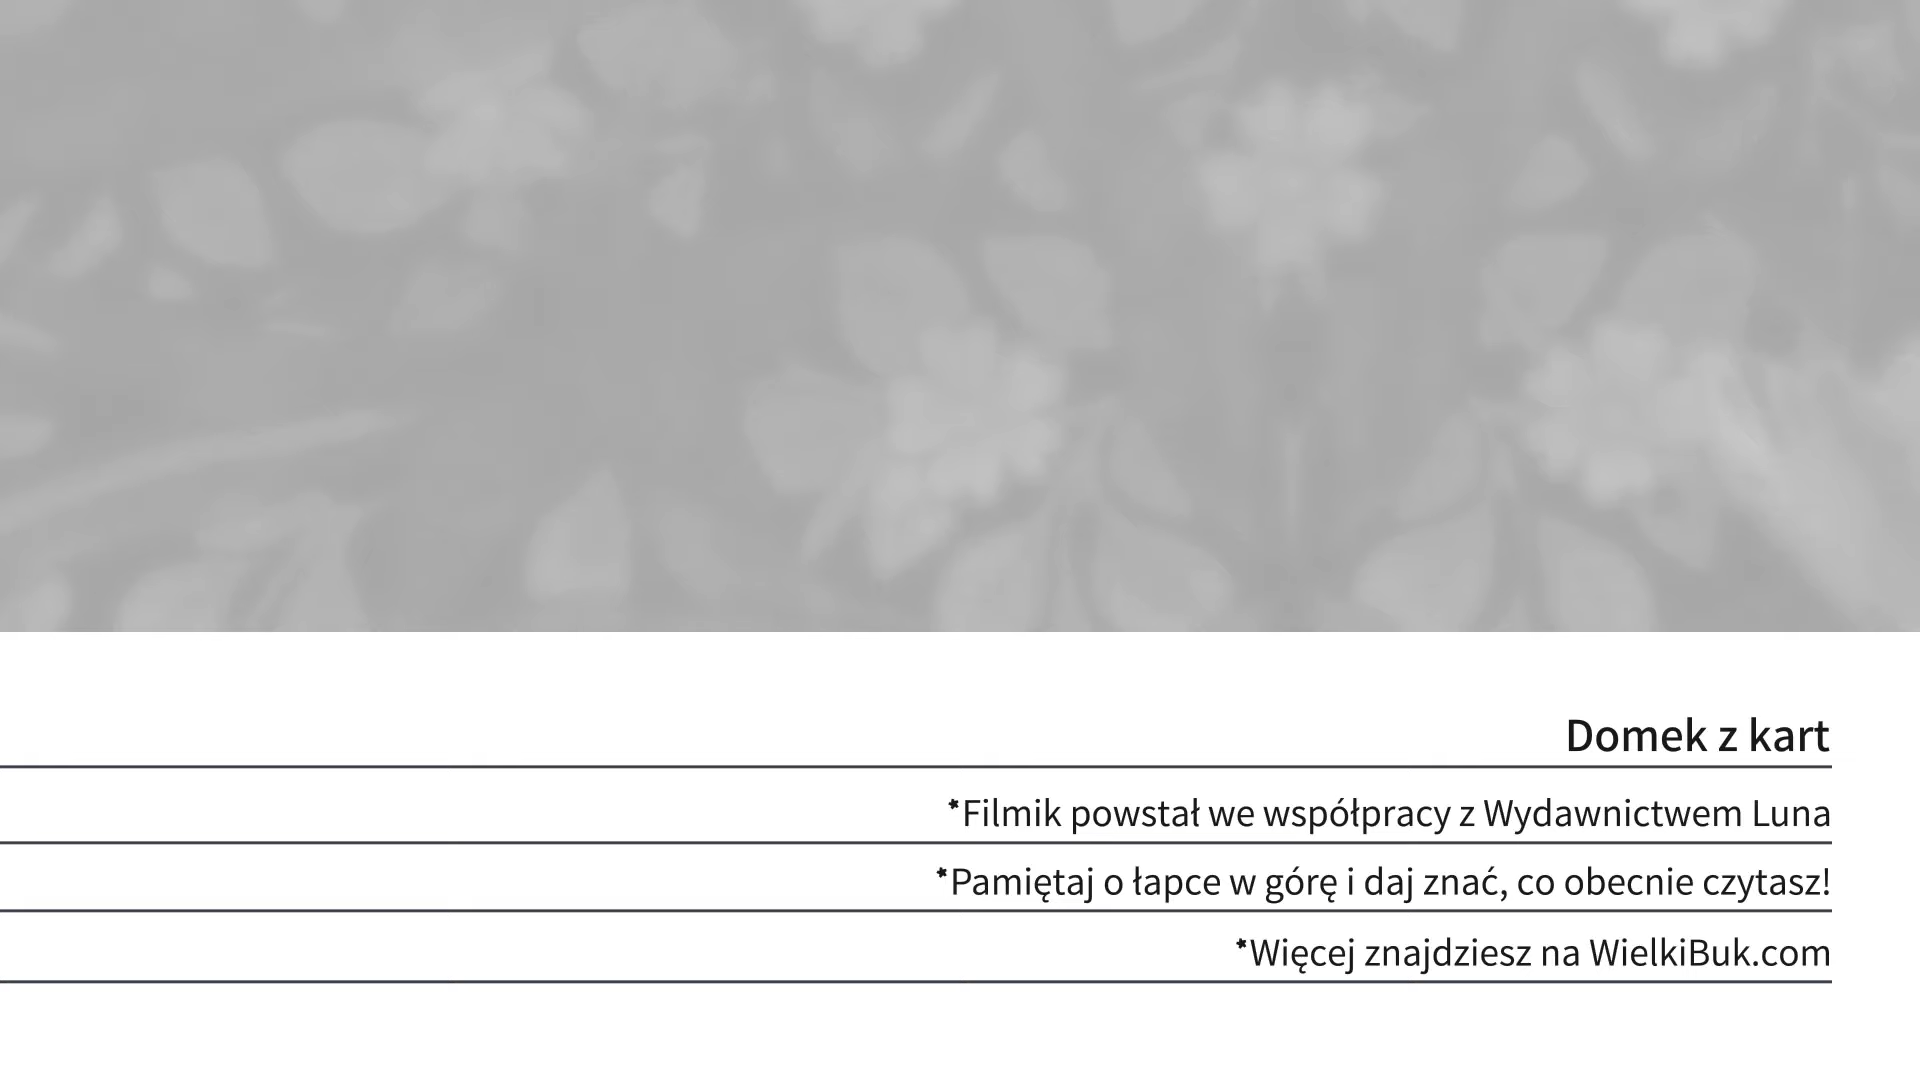 Domek z kart
*Filmik powstał we współpracy z Wydawnictwem Luna
*Pamiętaj o łapce w górę i daj znać, co obecnie czytasz!
*Więcej znajdziesz na WielkiBuk.com